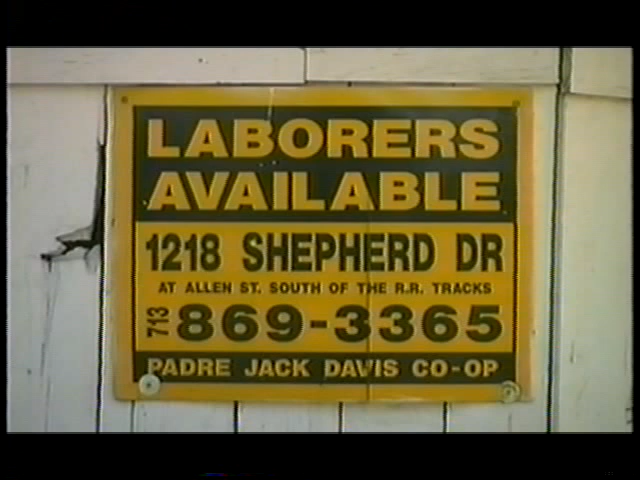 LABORERS
AVAILABLE
1218 SHEPHERD DR
AT ALLEN ST. SOUTH OF THE R.R. TRACKS
713 869-3365
PADRE JACK DAVIS CO-OP